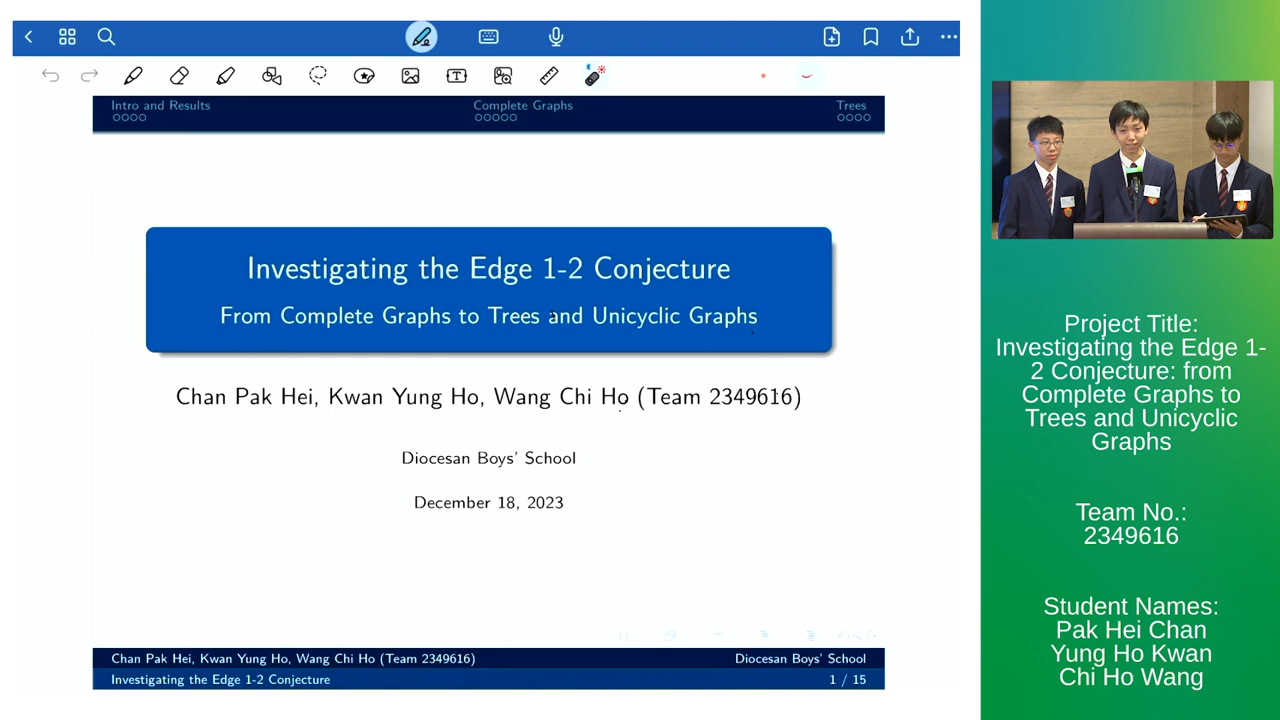 Intro and Results
Complete Graphs
Trees
Investigating the Edge 1-2 Conjecture
From Complete Graphs to Trees and Unicyclic Graphs
Chan Pak Hei, Kwan Yung Ho, Wang Chi Ho (Team 2349616)
Diocesan Boys' School
December 18, 2023
Chan Pak Hei, Kwan Yung Ho, Wang Chi Ho (Team 2349616)
Diocesan Boys' School
Investigating the Edge 1-2 Conjecture
1 / 15
Project Title:
Investigating the Edge 1-
2 Conjecture: from
Complete Graphs to
Trees and Unicyclic
Graphs
Team No.:
2349616
Student Names:
Pak Hei Chan
Yung Ho Kwan
Chi Ho Wang